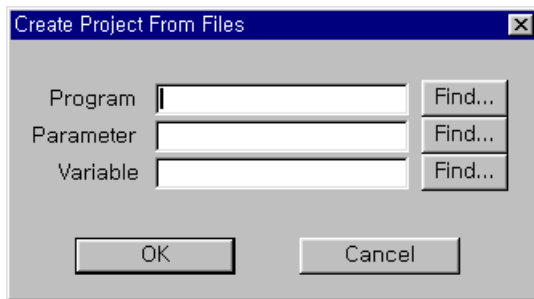 Create Project From Files
Program Find...
Parameter Find...
Variable Find...
OK Cancel